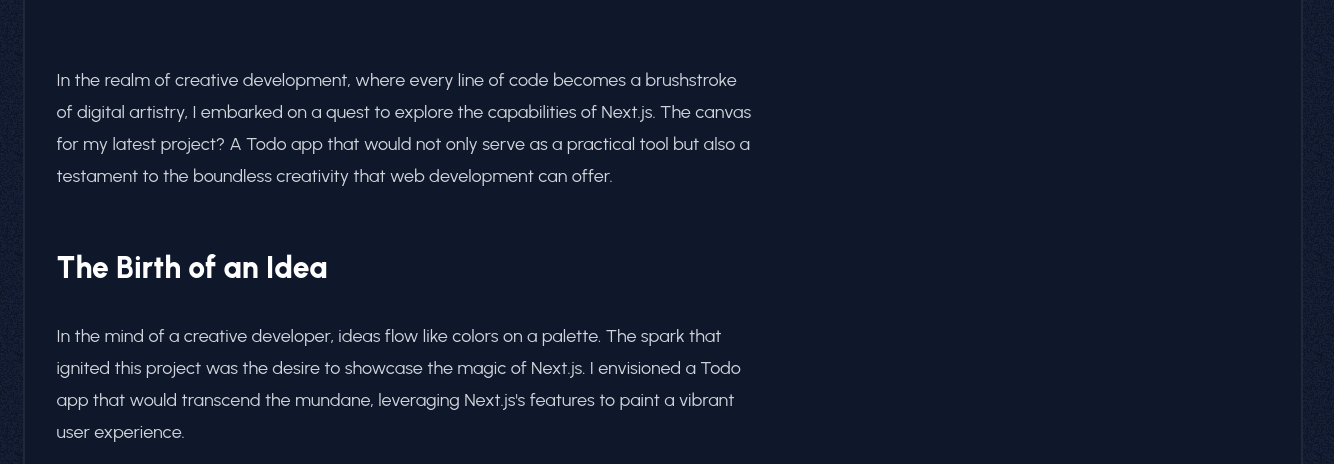 In the realm of creative development, where every line of code becomes a brushstroke
of digital artistry, I embarked on a quest to explore the capabilities of Next.js. The canvas
for my latest project? A Todo app that would not only serve as a practical tool but also a
testament to the boundless creativity that web development can offer.
The Birth of an Idea
In the mind of a creative developer, ideas flow like colors on a palette. The spark that
ignited this project was the desire to showcase the magic of Next.js. I envisioned a Todo
app that would transcend the mundane, leveraging Next.js's features to paint a vibrant
user experience.